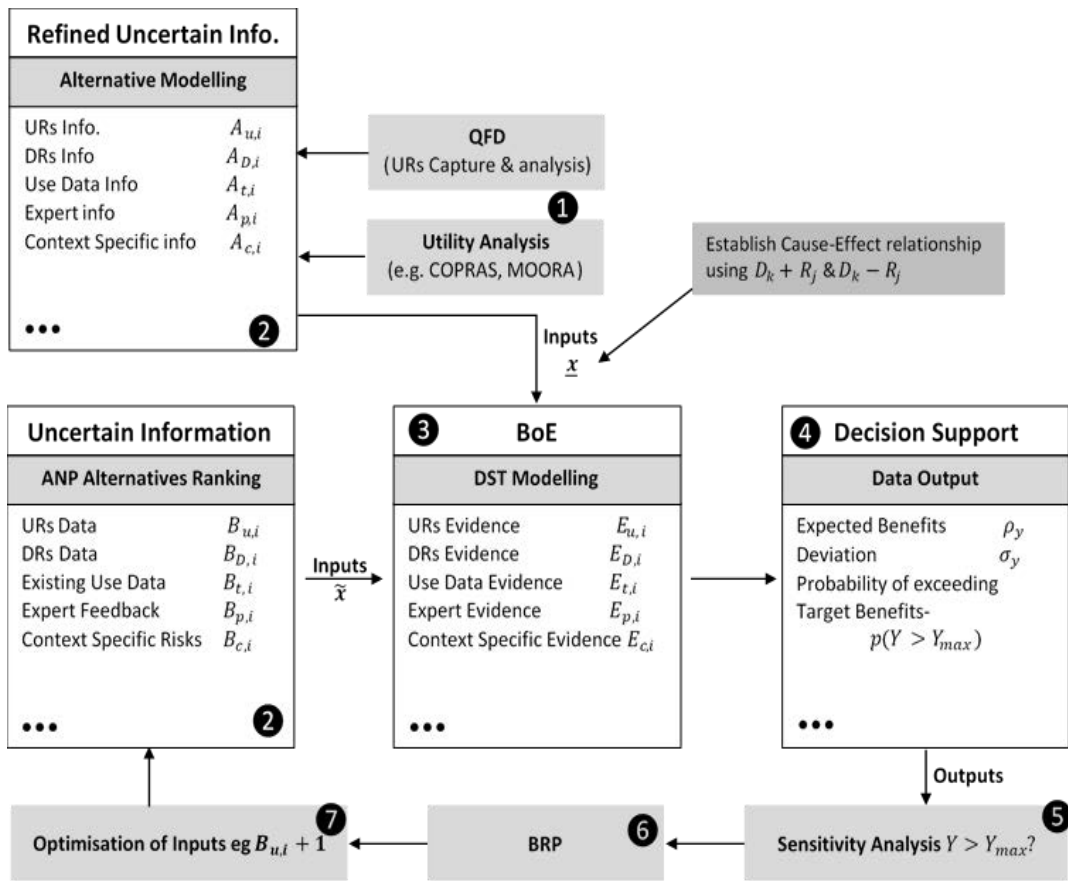 Refined Uncertain Info.
Alternative Modelling
URs Info. A_{u,i}
DRs Info A_{D,i}
Use Data Info A_{t,i}
Expert info A_{p,i}
Context Specific info A_{c,i}
•••
2
QFD
(URs Capture & analysis)
1
Utility Analysis
(e.g. COPRAS, MOORA)
Establish Cause-Effect relationship
using D_k + R_j & D_k − R_j
Inputs
x
Uncertain Information
ANP Alternatives Ranking
URs Data B_{u,i}
DRs Data B_{D,i}
Existing Use Data B_{t,i}
Expert Feedback B_{p,i}
Context Specific Risks B_{c,i}
•••
2
Inputs
x̃
3 BoE
DST Modelling
URs Evidence E_{u,i}
DRs Evidence E_{D,i}
Use Data Evidence E_{t,i}
Expert Evidence E_{p,i}
Context Specific Evidence E_{c,i}
•••
4 Decision Support
Data Output
Expected Benefits ρ_y
Deviation σ_y
Probability of exceeding
Target Benefits-
p(Y > Y_{max})
•••
Outputs
5
Sensitivity Analysis Y > Y_{max}?
6
BRP
7
Optimisation of Inputs eg B_{u,i} + 1